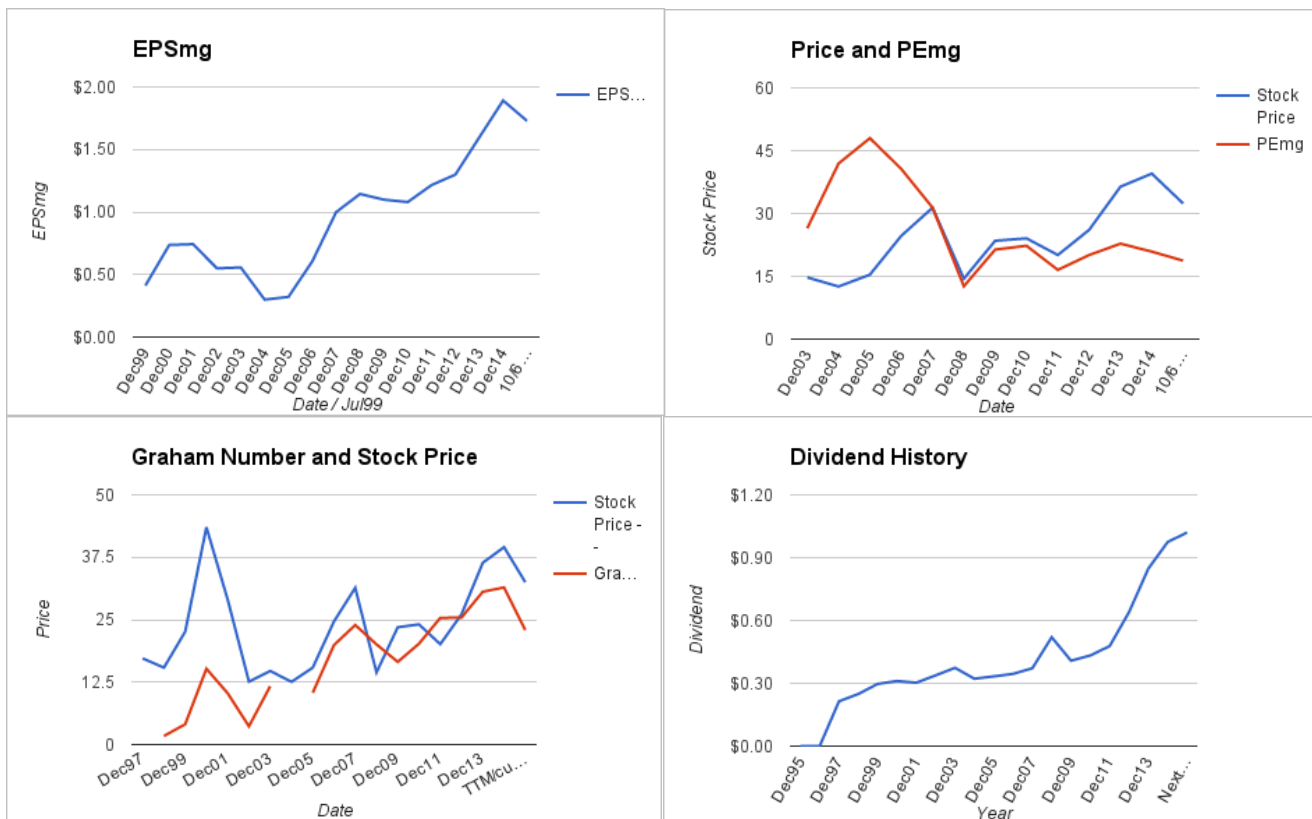 EPSmg
$2.00
$1.50
$1.00
$0.50
$0.00
EPSmg
EPS...
Dec99
Dec00
Dec01
Dec02
Dec03
Dec04
Dec05
Dec06
Dec07
Dec08
Dec09
Dec10
Dec11
Dec12
Dec13
Dec14
10/6...
Date / Jul99
Price and PEmg
60
45
30
15
0
Stock Price
Stock
Price
PEmg
Dec03
Dec04
Dec05
Dec06
Dec07
Dec08
Dec09
Dec10
Dec11
Dec12
Dec13
Dec14
10/6...
Date
Graham Number and Stock Price
50
37.5
25
12.5
0
Price
Stock
Price -
-
Gra...
Dec97
Dec99
Dec01
Dec03
Dec05
Dec07
Dec09
Dec11
Dec13
TTM/cu...
Date
Dividend History
$1.20
$0.90
$0.60
$0.30
$0.00
Dividend
Dec95
Dec97
Dec99
Dec01
Dec03
Dec05
Dec07
Dec09
Dec11
Dec13
Next...
Year